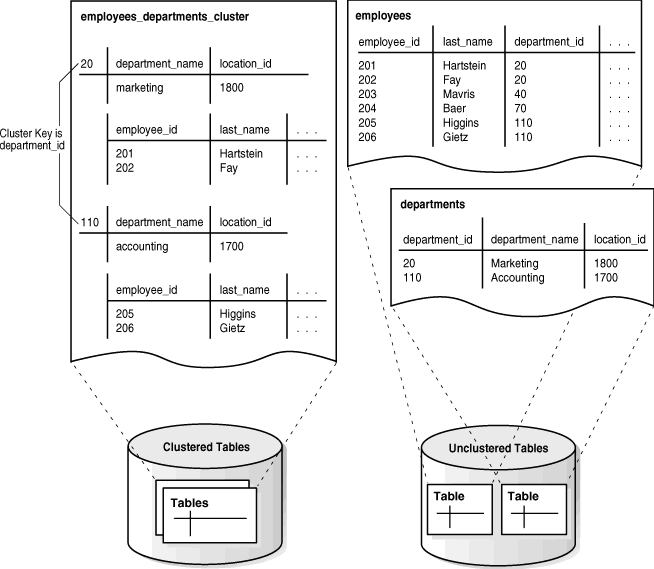 employees_departments_cluster
20 department_name location_id
marketing 1800
employee_id last_name . . .
201 Hartstein . . .
202 Fay . . .
Cluster Key is
department_id
110 department_name location_id
accounting 1700
employee_id last_name . . .
205 Higgins . . .
206 Gietz . . .
Clustered Tables
Tables
employees
employee_id last_name department_id . . .
201 Hartstein 20 . . .
202 Fay 20 . . .
203 Mavris 40 . . .
204 Baer 70 . . .
205 Higgins 110 . . .
206 Gietz 110 . . .
departments
department_id department_name location_id
20 Marketing 1800
110 Accounting 1700
Unclustered Tables
Table Table